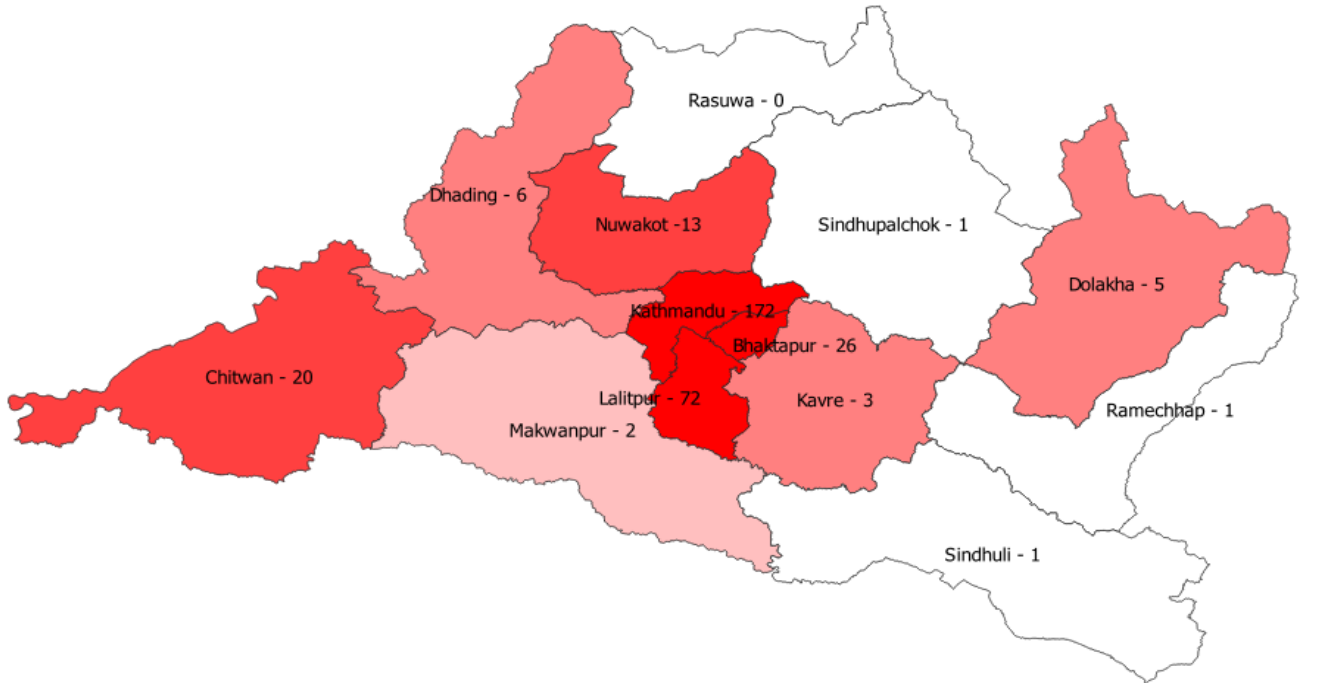 Rasuwa - 0
Dhading - 6
Nuwakot -13
Sindhupalchok - 1
Dolakha - 5
Kathmandu - 172
Bhaktapur - 26
Chitwan - 20
Lalitpur - 72
Kavre - 3
Ramechhap - 1
Makwanpur - 2
Sindhuli - 1